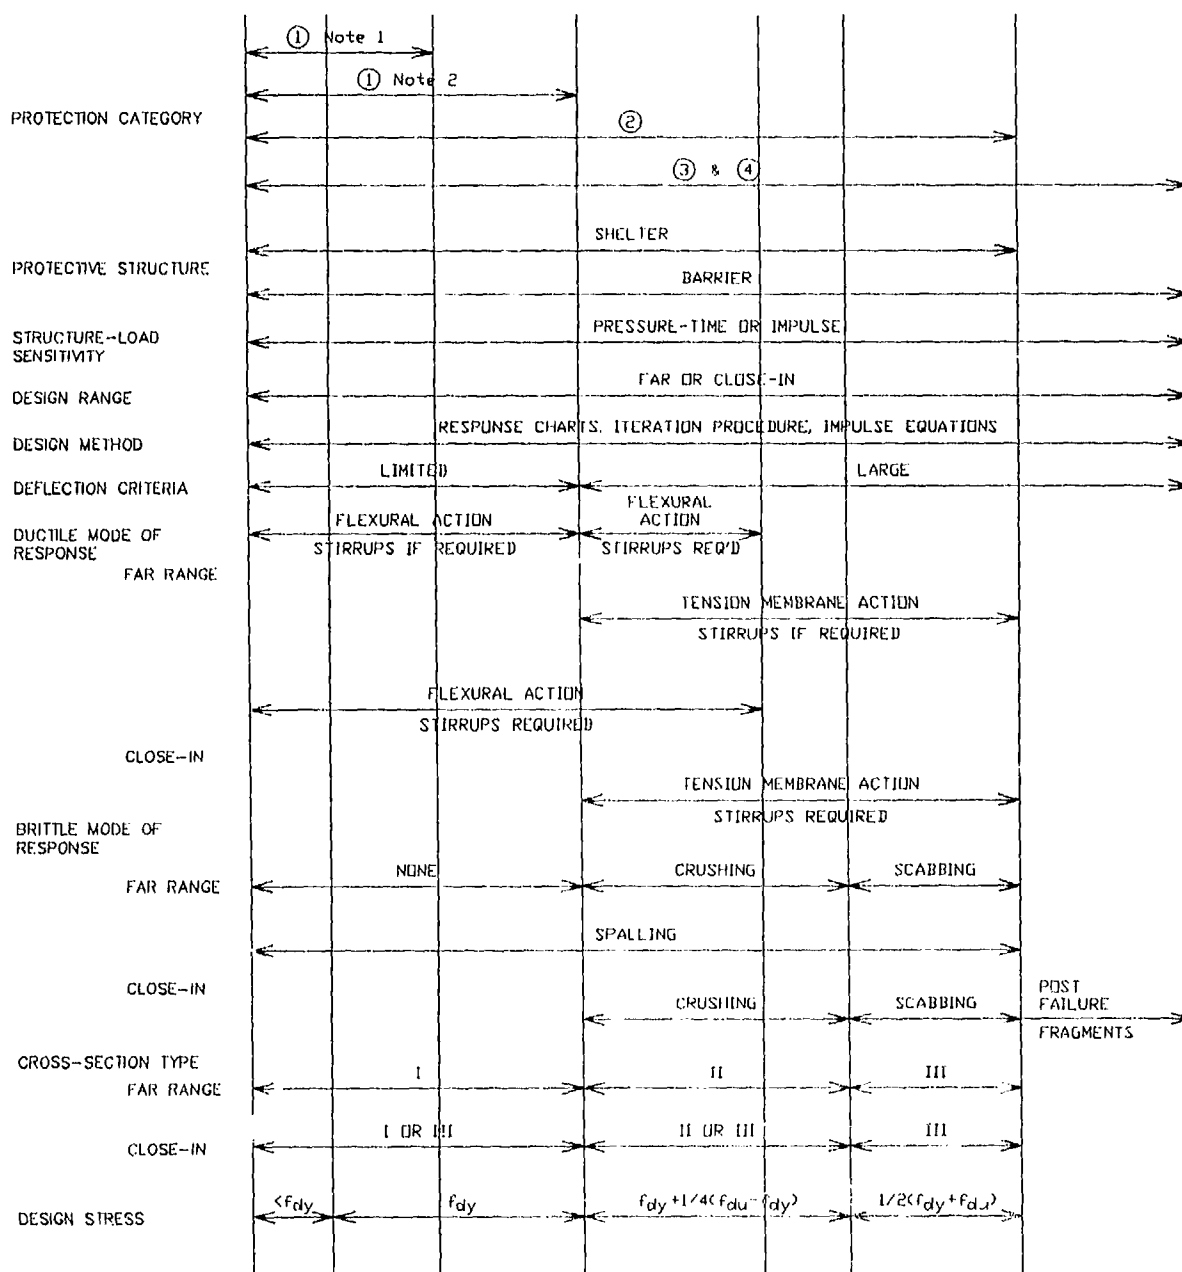 ① Note 1
① Note 2
PROTECTION CATEGORY
②
③ & ④
SHELTER
PROTECTIVE STRUCTURE
BARRIER
PRESSURE-TIME OR IMPULSE
STRUCTURE-LOAD
SENSITIVITY
FAR OR CLOSE-IN
DESIGN RANGE
RESPONSE CHARTS, ITERATION PROCEDURE, IMPULSE EQUATIONS
DESIGN METHOD
LIMITED
LARGE
DEFLECTION CRITERIA
FLEXURAL ACTION
FLEXURAL
ACTION
DUCTILE MODE OF
RESPONSE
STIRRUPS IF REQUIRED
STIRRUPS REQ'D
FAR RANGE
TENSION MEMBRANE ACTION
STIRRUPS IF REQUIRED
FLEXURAL ACTION
STIRRUPS REQUIRED
CLOSE-IN
TENSION MEMBRANE ACTION
STIRRUPS REQUIRED
BRITTLE MODE OF
RESPONSE
NONE
CRUSHING
SCABBING
FAR RANGE
SPALLING
CLOSE-IN
CRUSHING
SCABBING
POST
FAILURE
FRAGMENTS
CROSS-SECTION TYPE
FAR RANGE
I
II
III
I OR III
II OR III
III
CLOSE-IN
<fdy
fdy
fdy+1/4(fdu-fdy)
1/2(fdy+fdu)
DESIGN STRESS